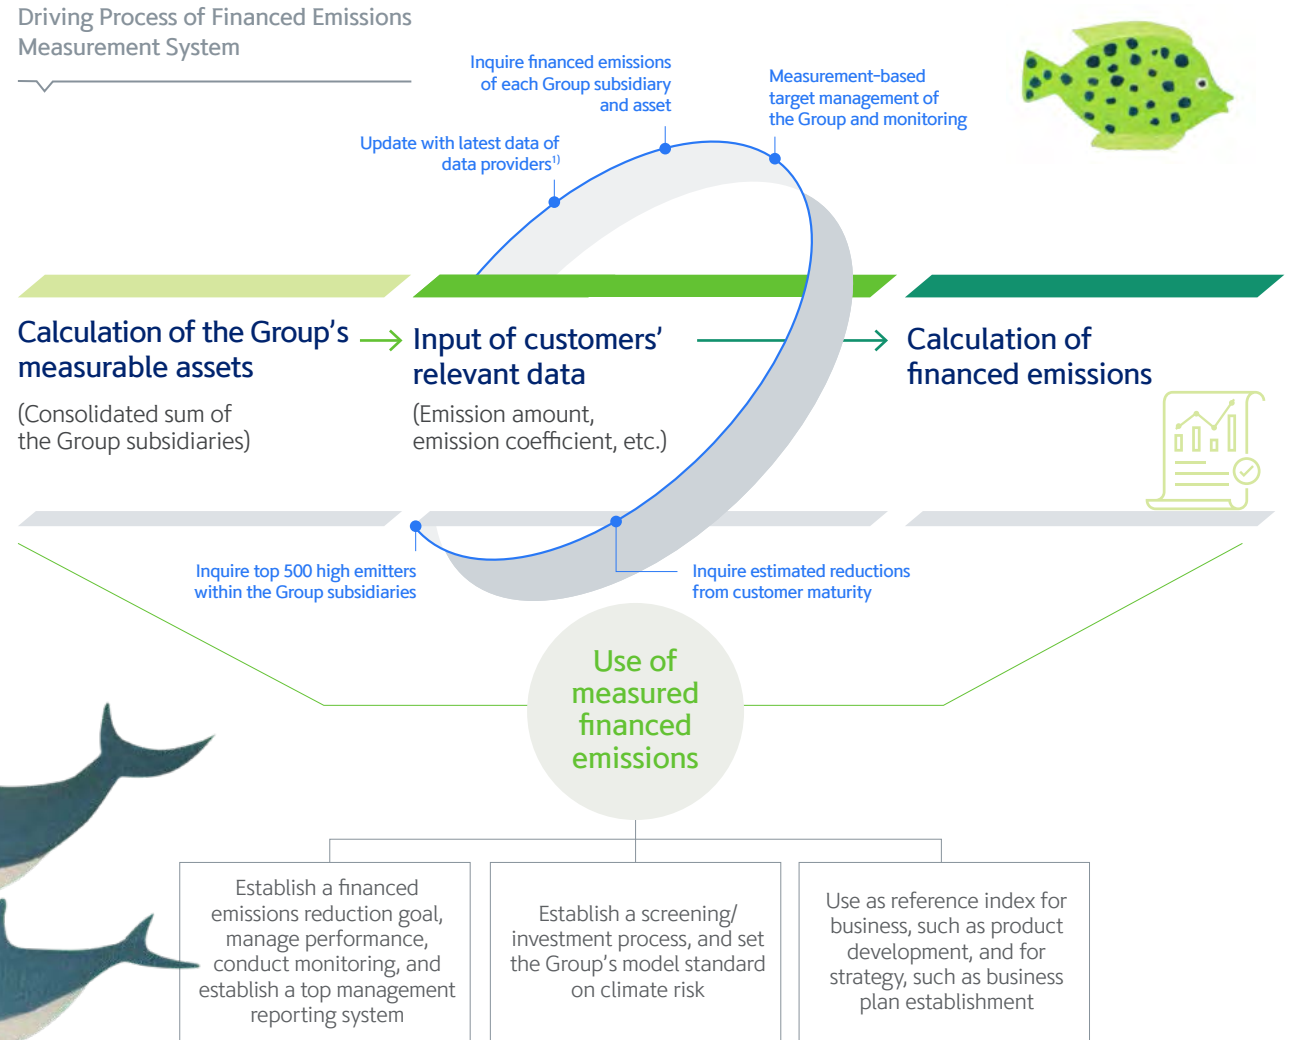 Driving Process of Financed Emissions
Measurement System
Inquire financed emissions
of each Group subsidiary
and asset
Measurement-based
target management of
the Group and monitoring
Update with latest data of
data providers1)
Calculation of the Group's
measurable assets
(Consolidated sum of
the Group subsidiaries)
Input of customers'
relevant data
(Emission amount,
emission coefficient, etc.)
Calculation of
financed emissions
Inquire top 500 high emitters
within the Group subsidiaries
Inquire estimated reductions
from customer maturity
Use of
measured
financed
emissions
Establish a financed
emissions reduction goal,
manage performance,
conduct monitoring, and
establish a top management
reporting system
Establish a screening/
investment process, and set
the Group's model standard
on climate risk
Use as reference index for
business, such as product
development, and for
strategy, such as business
plan establishment